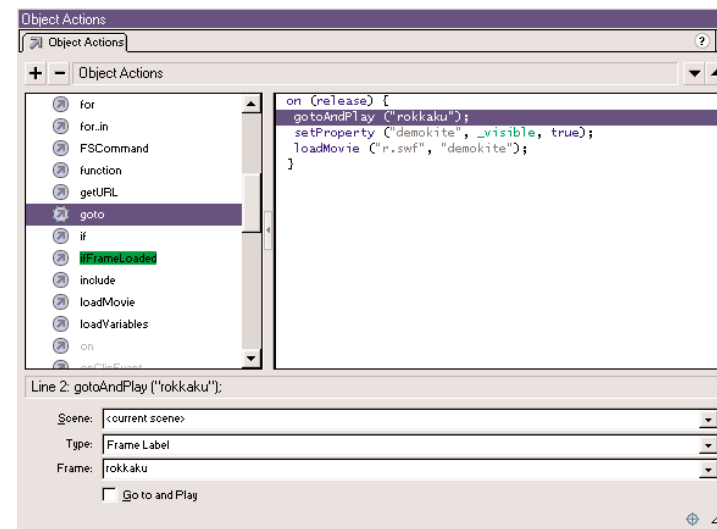 Object Actions
Object Actions
?
+ − Object Actions
for
for..in
FSCommand
function
getURL
goto
if
ifFrameLoaded
include
loadMovie
loadVariables
on
onClipEvent
on (release) {
gotoAndPlay ("rokkaku");
setProperty ("demokite", _visible, true);
loadMovie ("r.swf", "demokite");
}
Line 2: gotoAndPlay ("rokkaku");
Scene: <current scene>
Type: Frame Label
Frame: rokkaku
Go to and Play